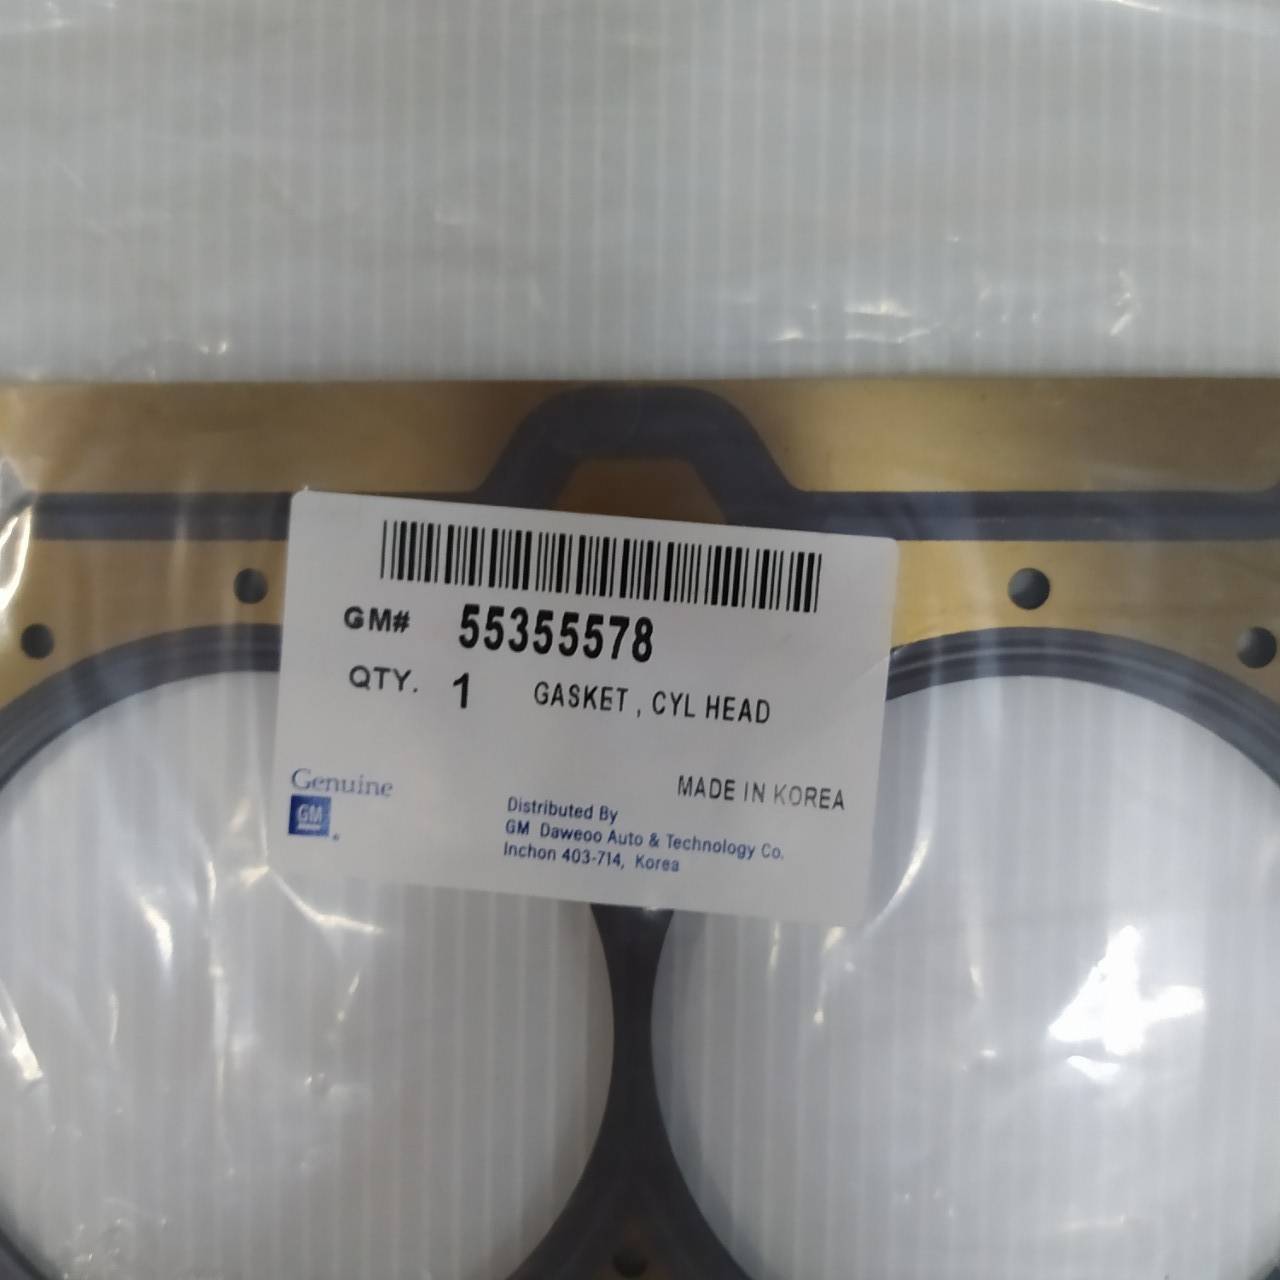 GM# 55355578
QTY. 1 GASKET , CYL HEAD
MADE IN KOREA
Genuine
GM
Distributed By
GM Daweoo Auto & Technology Co.
Inchon 403-714, Korea